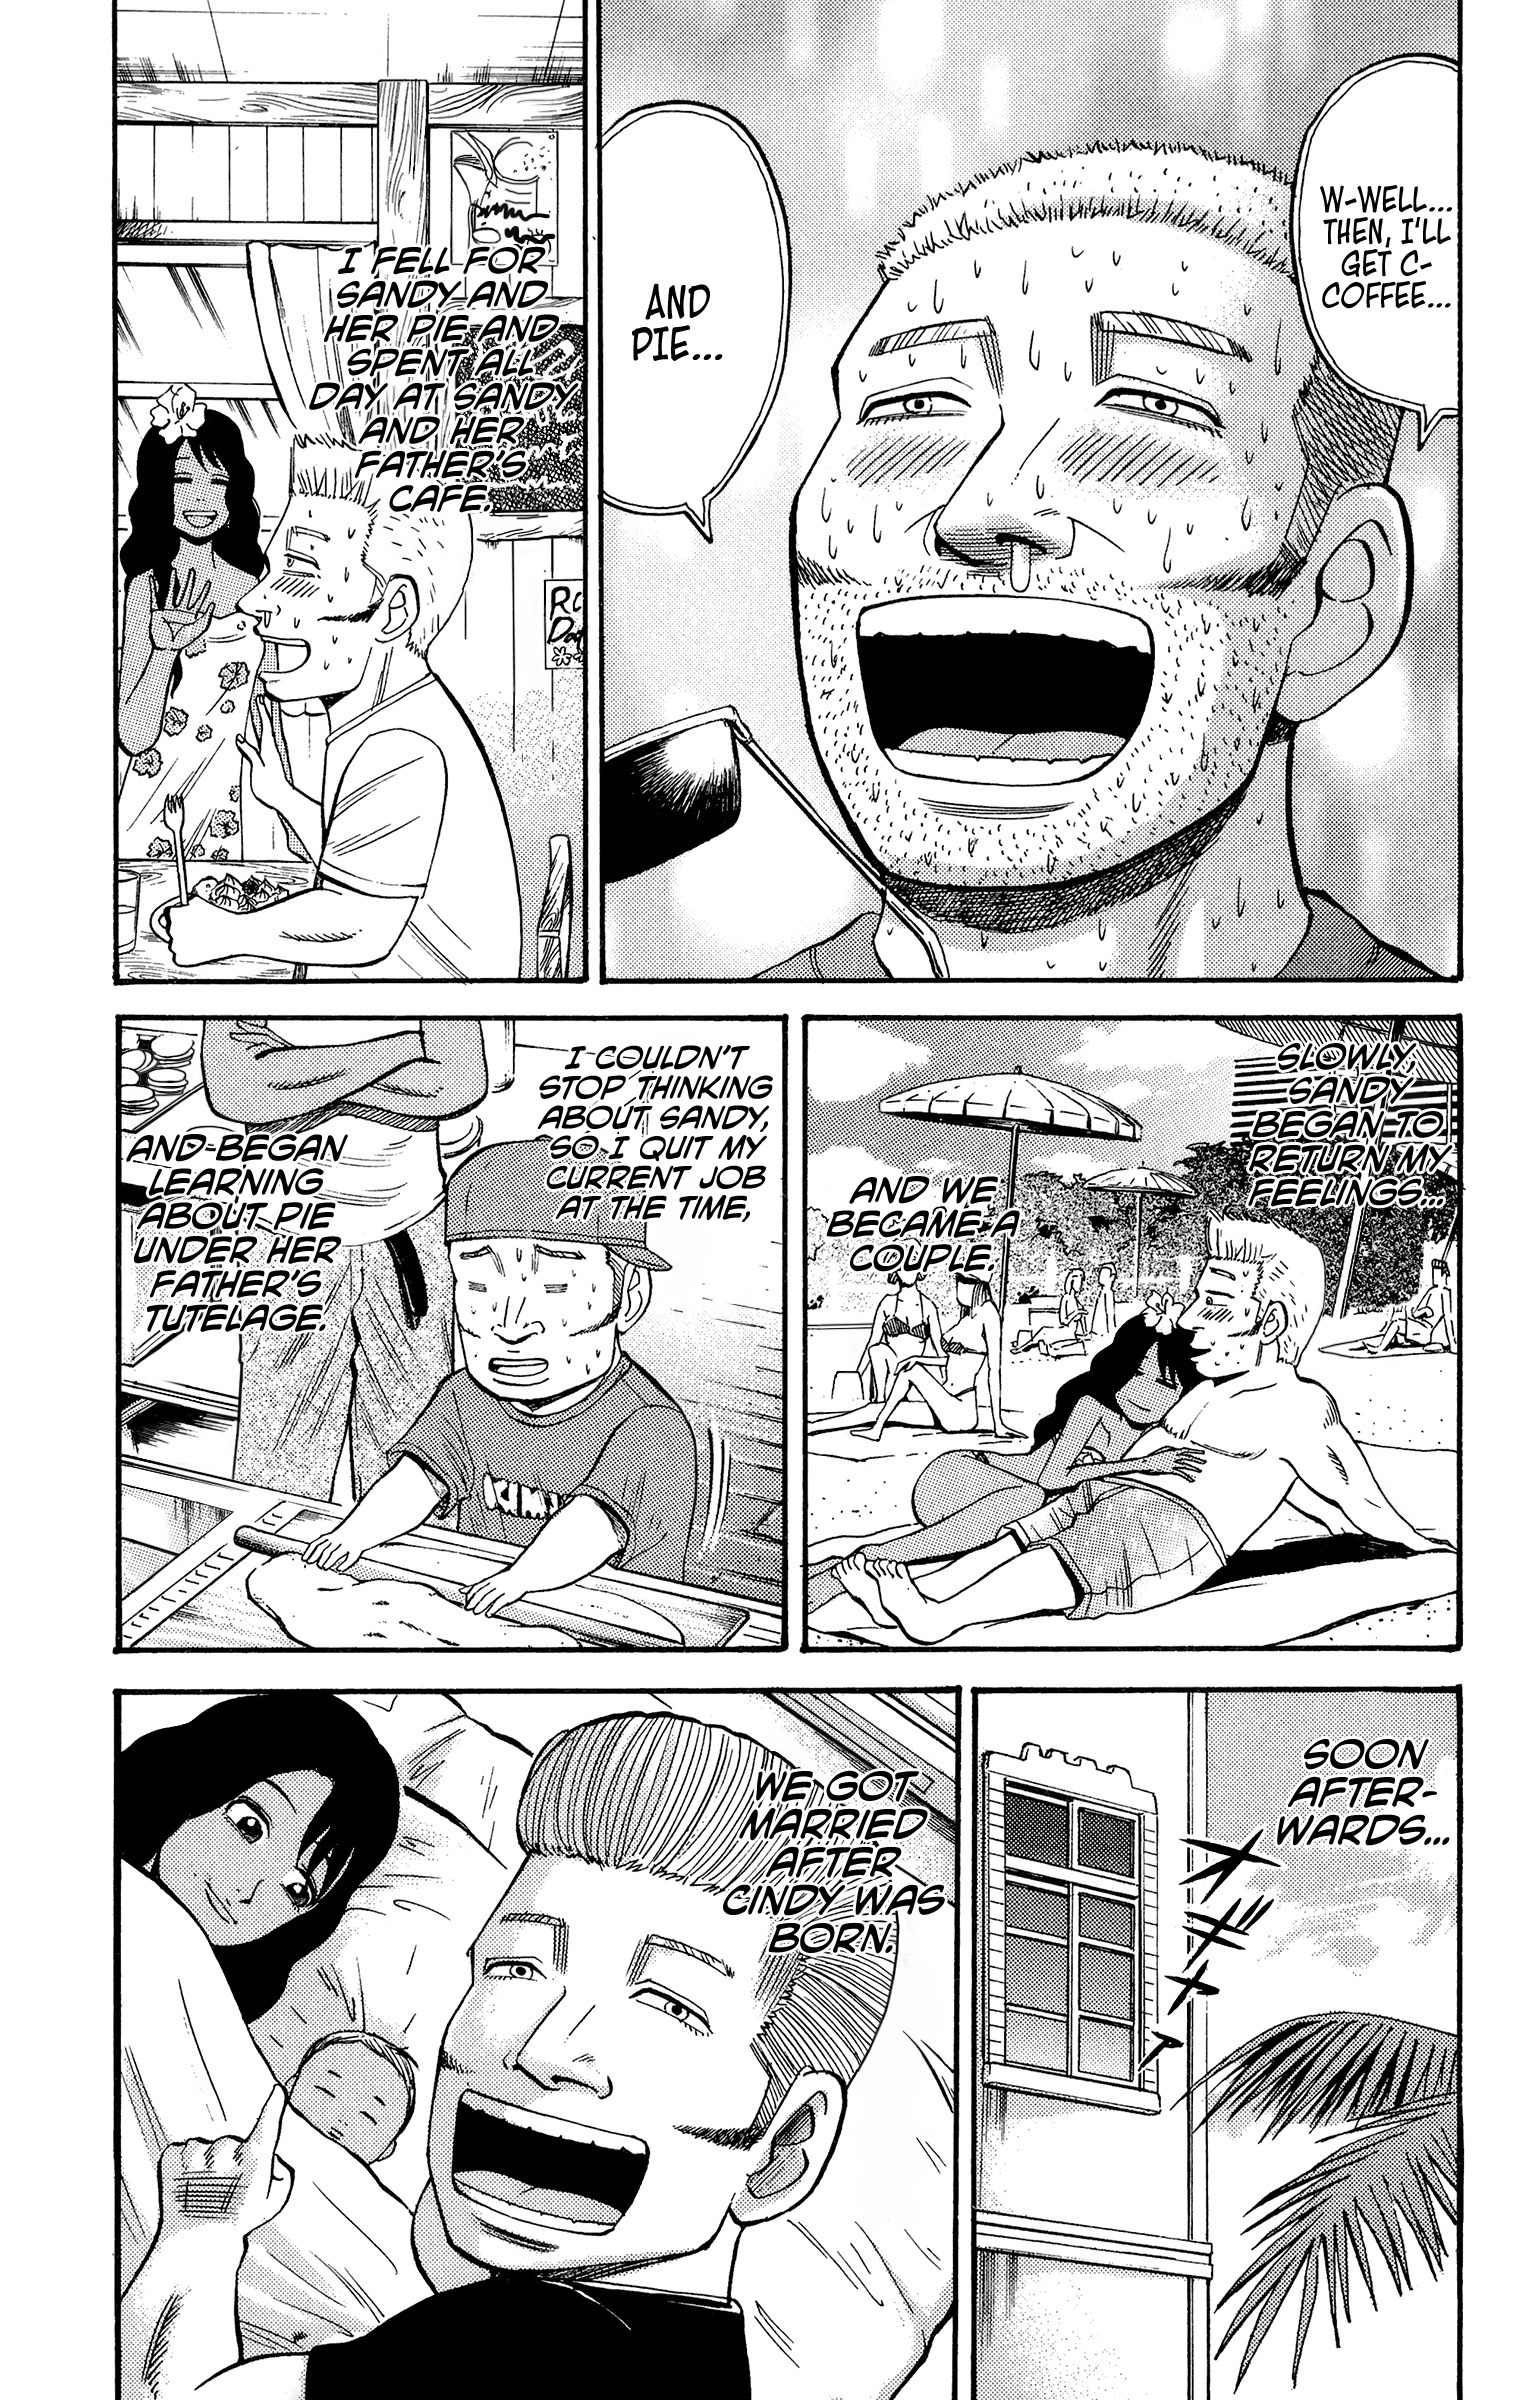 W-WELL...
THEN, I'LL
GET C-
COFFEE...
AND
PIE...
I FELL FOR
SANDY AND
HER PIE AND
SPENT ALL
DAY AT SANDY
AND HER
FATHER'S
CAFE.
SLOWLY,
SANDY
BEGAN TO
RETURN MY
FEELINGS...
AND WE
BECAME A
COUPLE.
I COULDN'T
STOP THINKING
ABOUT SANDY,
SO I QUIT MY
CURRENT JOB
AT THE TIME,
AND BEGAN
LEARNING
ABOUT PIE
UNDER HER
FATHER'S
TUTELAGE.
SOON
AFTER-
WARDS...
WE GOT
MARRIED
AFTER
CINDY WAS
BORN.